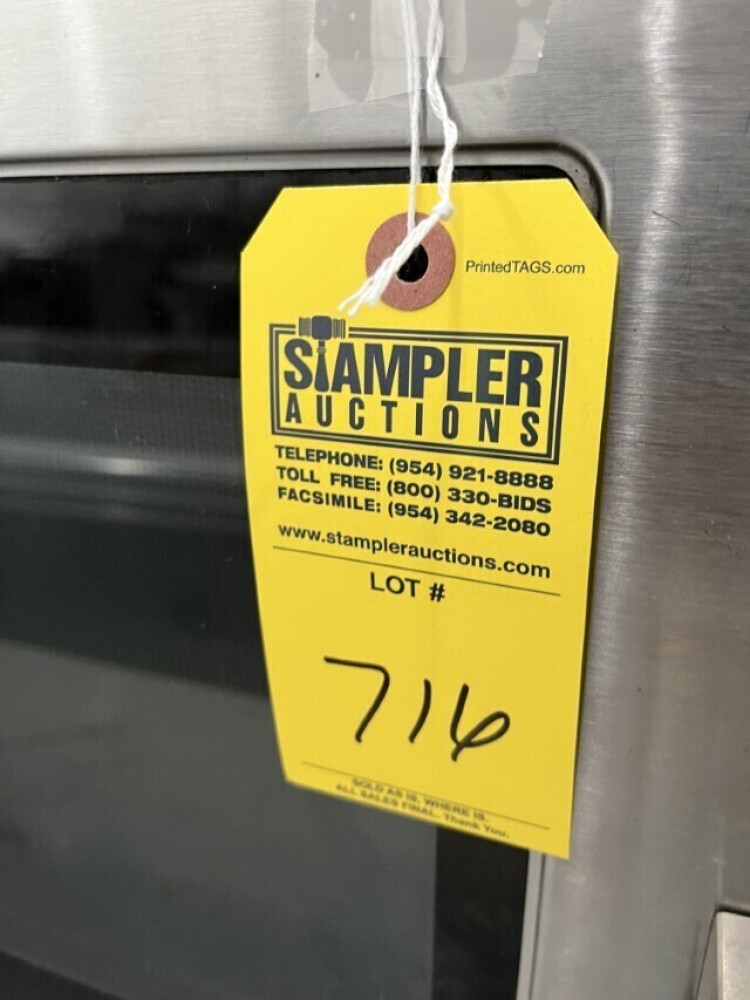 PrintedTAGS.com
STAMPLER
AUCTIONS
TELEPHONE: (954) 921-8888
TOLL FREE: (800) 330-BIDS
FACSIMILE: (954) 342-2080
www.stamplerauctions.com
LOT #
716
SOLD AS IS, WHERE IS.
ALL SALES FINAL. Thank You.